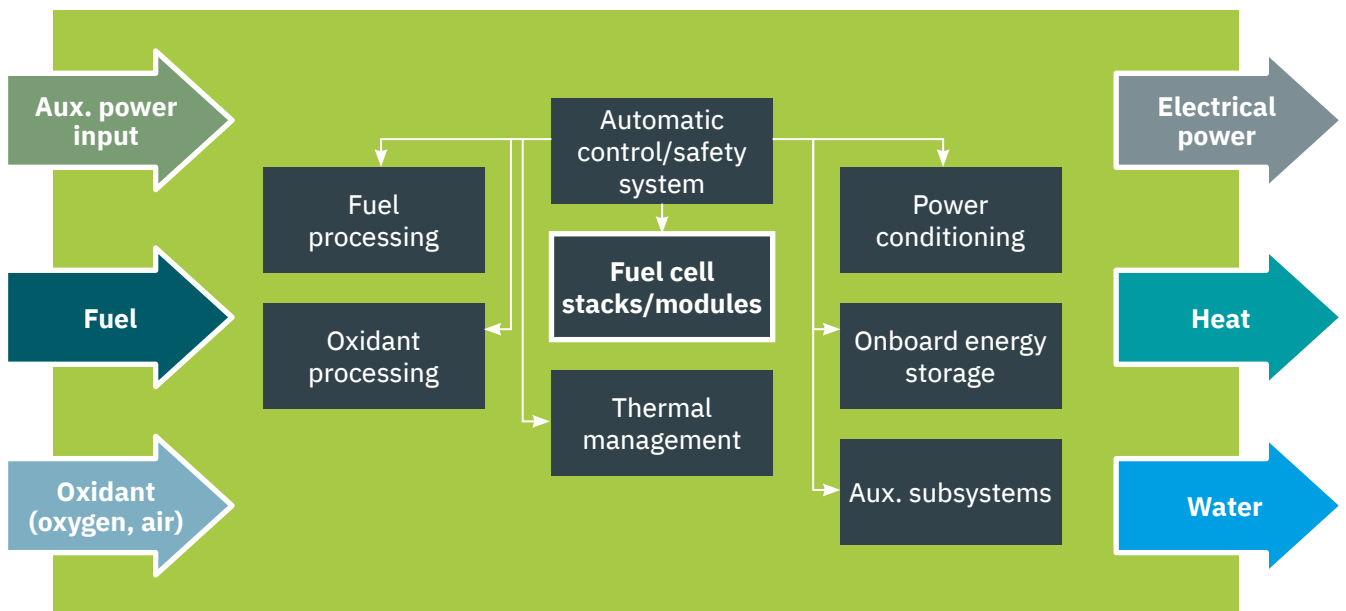 Aux. power
input
Fuel
Oxidant
(oxygen, air)
Automatic
control/safety
system
Fuel
processing
Oxidant
processing
Fuel cell
stacks/modules
Thermal
management
Power
conditioning
Onboard energy
storage
Aux. subsystems
Electrical
power
Heat
Water